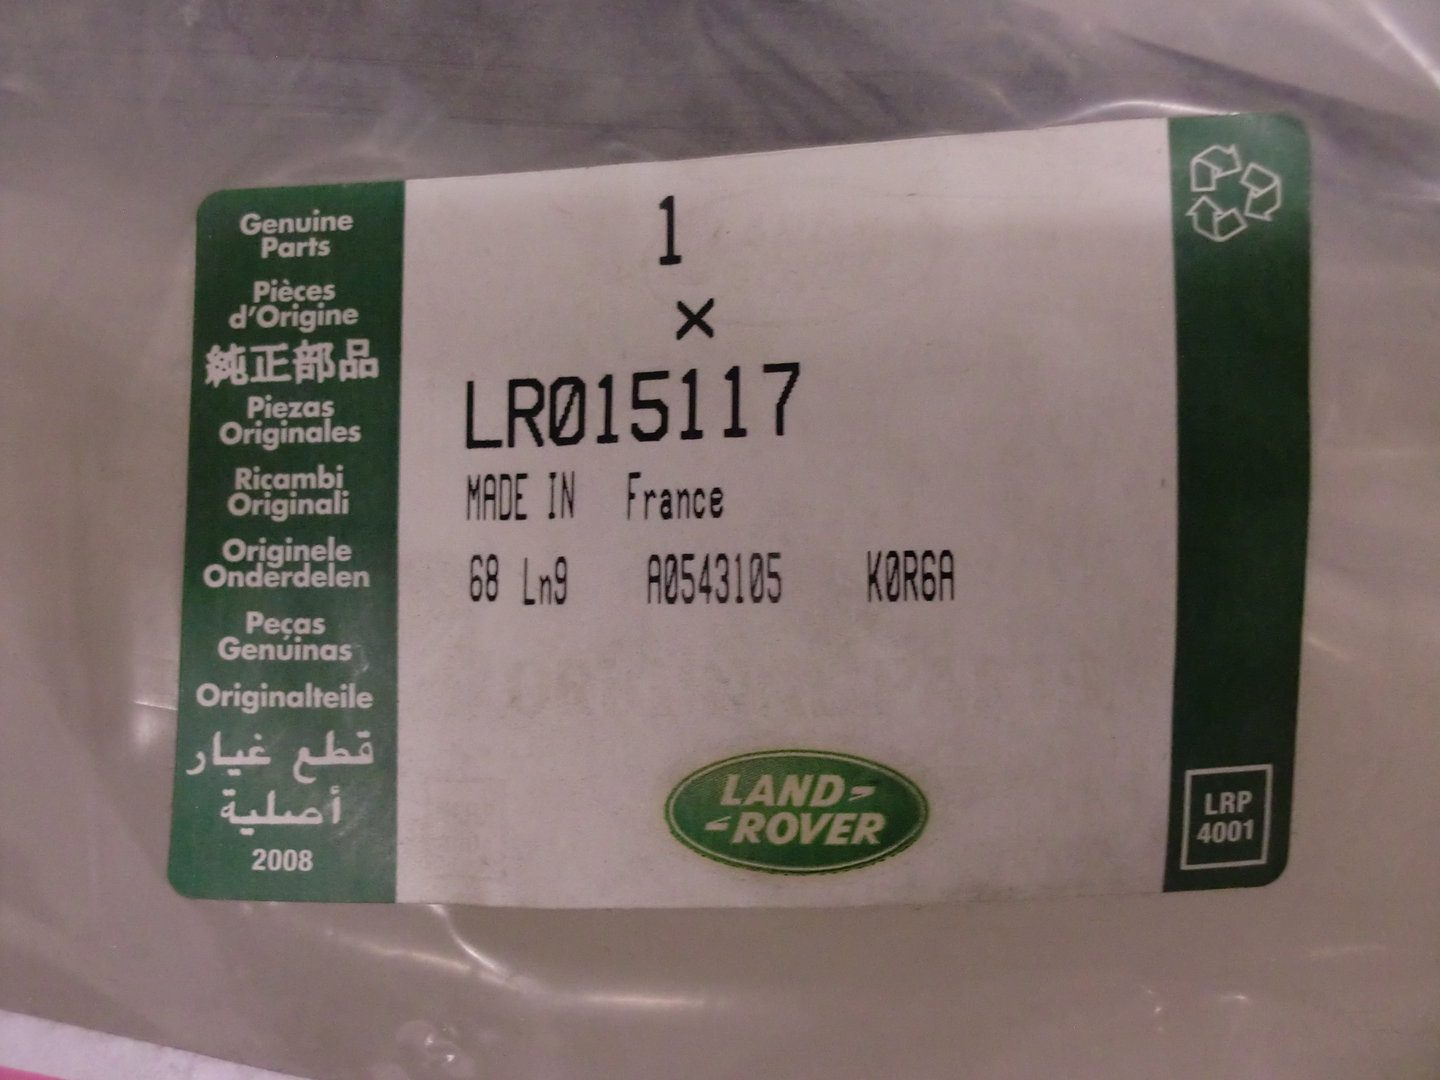 Genuine
Parts
Pièces
d'Origine
純正部品
Piezas
Originales
Ricambi
Originali
Originele
Onderdelen
Peças
Genuinas
Originalteile
قطع غيار
أصلية
2008
1
×
LR015117
MADE IN France
68 Ln9 A0543105 K0R6A
LAND-
-ROVER
LRP
4001